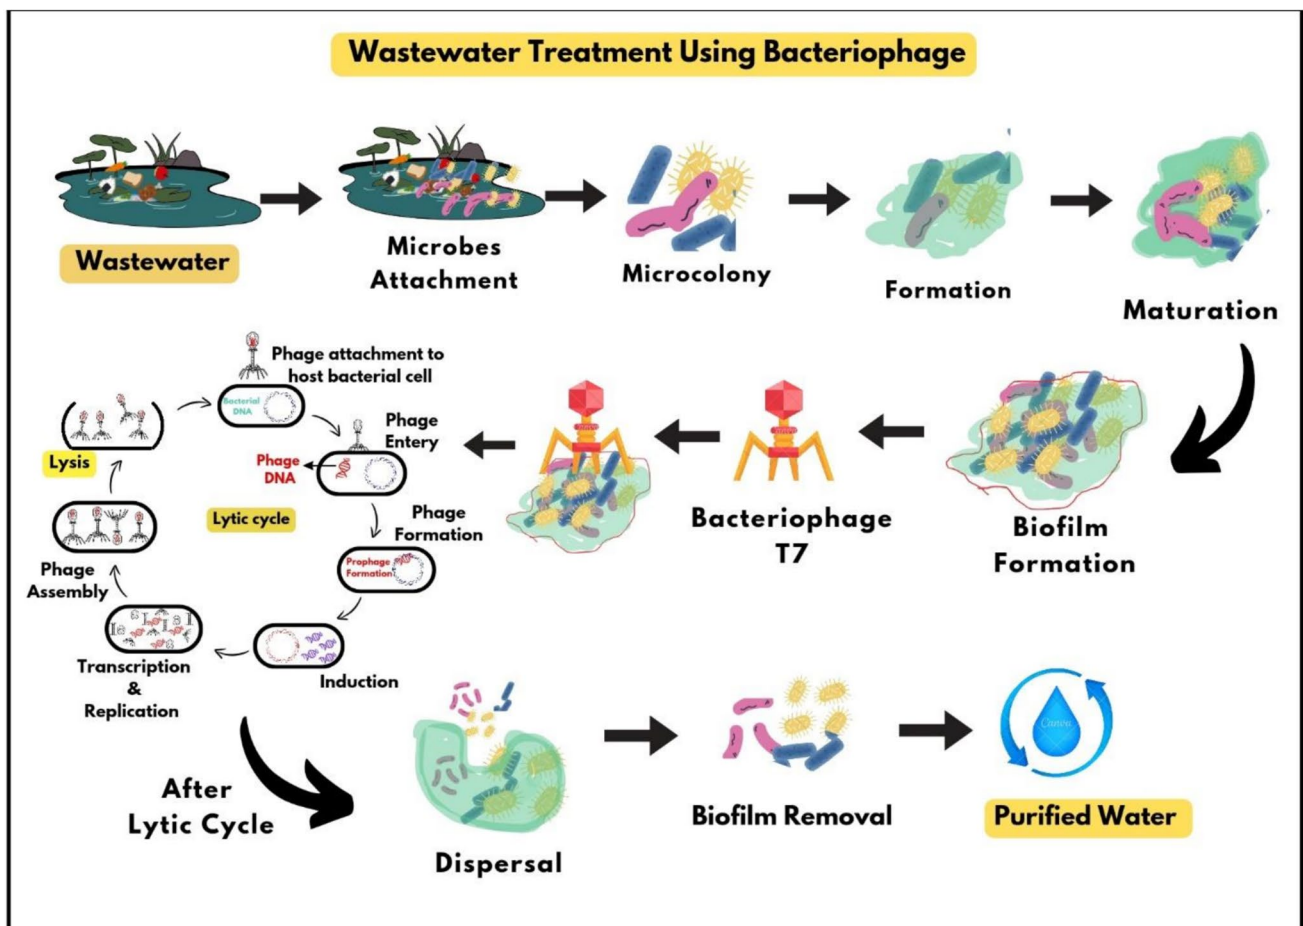 Wastewater Treatment Using Bacteriophage
Wastewater
Microbes
Attachment
Microcolony
Formation
Maturation
Biofilm
Formation
Bacteriophage
T7
Phage attachment to
host bacterial cell
Bacterial
DNA
Phage
Entery
Phage
DNA
Lytic cycle
Phage
Formation
Prophage
Formation
Induction
Transcription
&
Replication
Phage
Assembly
Lysis
After
Lytic Cycle
Dispersal
Biofilm Removal
Canva
Purified Water